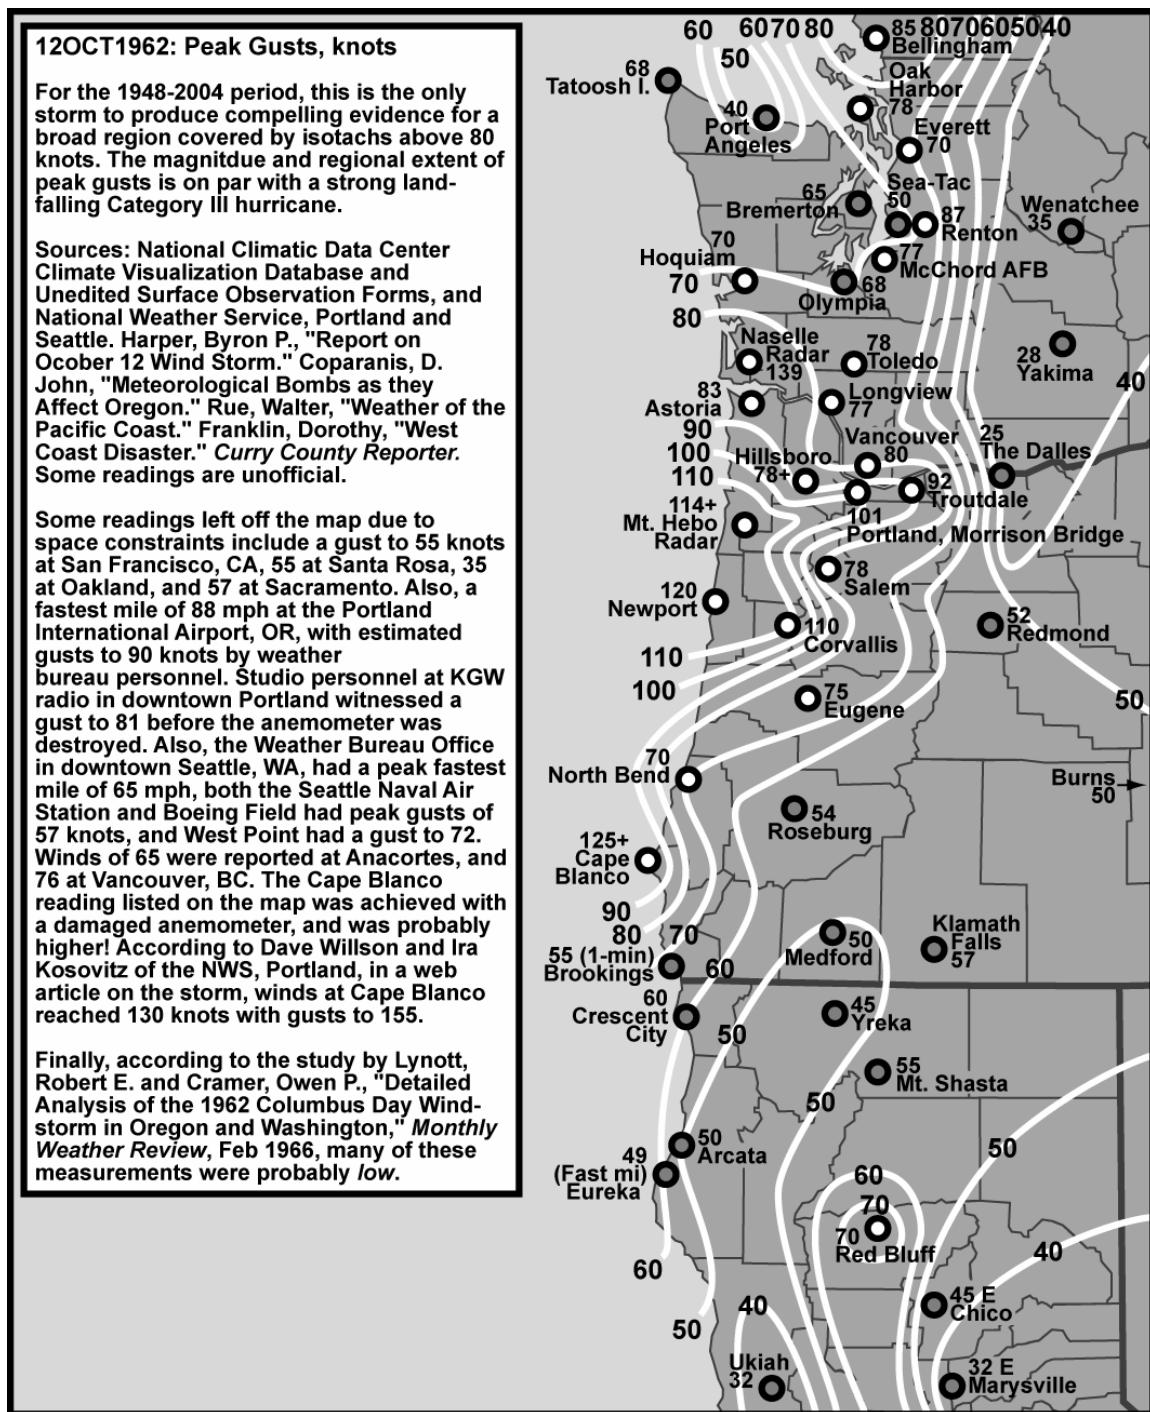 12OCT1962: Peak Gusts, knots
For the 1948-2004 period, this is the only
storm to produce compelling evidence for a
broad region covered by isotachs above 80
knots. The magnitdue and regional extent of
peak gusts is on par with a strong land-
falling Category III hurricane.
Sources: National Climatic Data Center
Climate Visualization Database and
Unedited Surface Observation Forms, and
National Weather Service, Portland and
Seattle. Harper, Byron P., "Report on
Ocober 12 Wind Storm." Coparanis, D.
John, "Meteorological Bombs as they
Affect Oregon." Rue, Walter, "Weather of the
Pacific Coast." Franklin, Dorothy, "West
Coast Disaster." Curry County Reporter.
Some readings are unofficial.
Some readings left off the map due to
space constraints include a gust to 55 knots
at San Francisco, CA, 55 at Santa Rosa, 35
at Oakland, and 57 at Sacramento. Also, a
fastest mile of 88 mph at the Portland
International Airport, OR, with estimated
gusts to 90 knots by weather
bureau personnel. Studio personnel at KGW
radio in downtown Portland witnessed a
gust to 81 before the anemometer was
destroyed. Also, the Weather Bureau Office
in downtown Seattle, WA, had a peak fastest
mile of 65 mph, both the Seattle Naval Air
Station and Boeing Field had peak gusts of
57 knots, and West Point had a gust to 72.
Winds of 65 were reported at Anacortes, and
76 at Vancouver, BC. The Cape Blanco
reading listed on the map was achieved with
a damaged anemometer, and was probably
higher! According to Dave Willson and Ira
Kosovitz of the NWS, Portland, in a web
article on the storm, winds at Cape Blanco
reached 130 knots with gusts to 155.
Finally, according to the study by Lynott,
Robert E. and Cramer, Owen P., "Detailed
Analysis of the 1962 Columbus Day Wind-
storm in Oregon and Washington," Monthly
Weather Review, Feb 1966, many of these
measurements were probably low.
60 60 70 80
50
80 70 60 50 40
85
Bellingham
68
Tatoosh I.
Oak
Harbor
78
40
Port
Angeles
Everett
70
65
Bremerton
Sea-Tac
50
87
Renton
Wenatchee
35
70
Hoquiam
70
77
McChord AFB
68
Olympia
80
Naselle
Radar
139
78
Toledo
28
Yakima
40
83
Astoria
Longview
77
90
100
110
Vancouver
80
25
The Dalles
Hillsboro
78+
92
Troutdale
101
Portland, Morrison Bridge
114+
Mt. Hebo
Radar
78
Salem
120
Newport
110
Corvallis
52
Redmond
110
100
50
75
Eugene
70
North Bend
Burns
50
54
Roseburg
125+
Cape
Blanco
90
80
70
60
50
Medford
Klamath
Falls
57
55 (1-min)
Brookings
60
Crescent
City
50
45
Yreka
55
Mt. Shasta
50
50
50
Arcata
49
(Fast mi)
Eureka
60
70
70
Red Bluff
40
60
50
45 E
Chico
40
Ukiah
32
32 E
Marysville